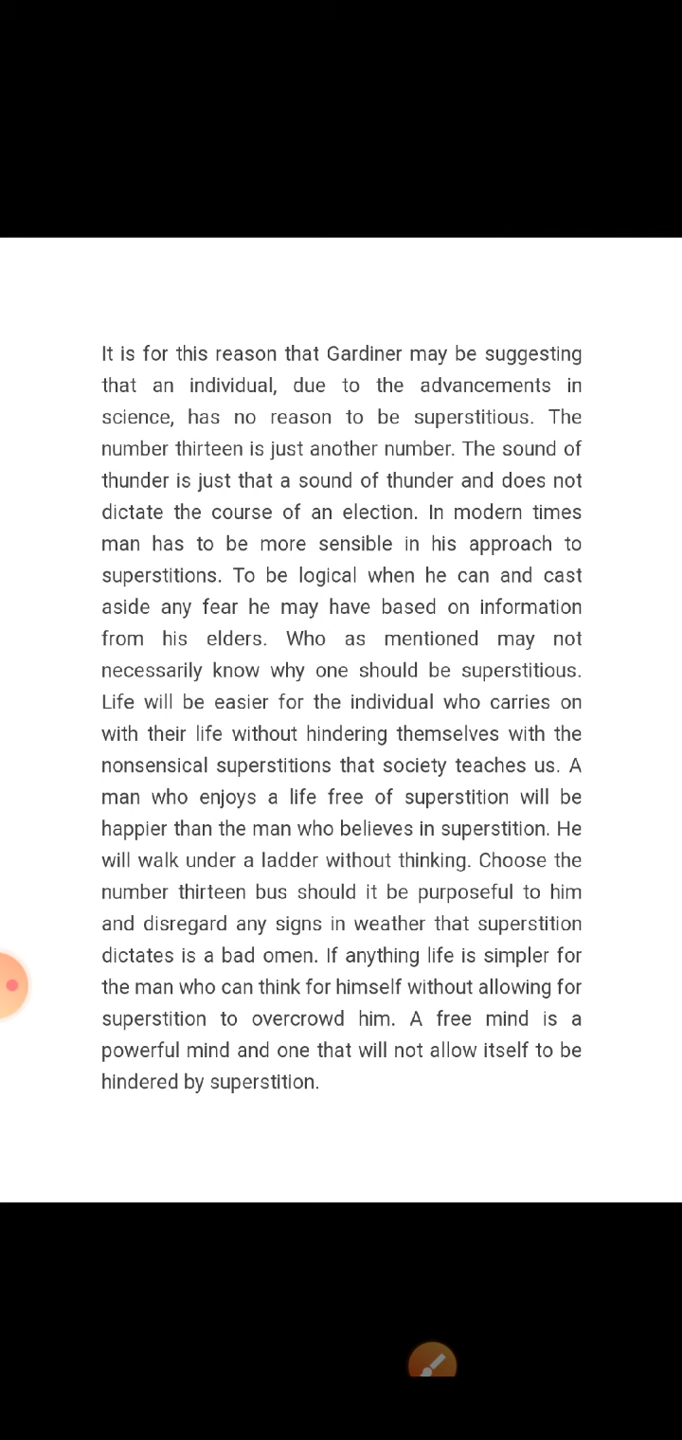 It is for this reason that Gardiner may be suggesting
that an individual, due to the advancements in
science, has no reason to be superstitious. The
number thirteen is just another number. The sound of
thunder is just that a sound of thunder and does not
dictate the course of an election. In modern times
man has to be more sensible in his approach to
superstitions. To be logical when he can and cast
aside any fear he may have based on information
from his elders. Who as mentioned may not
necessarily know why one should be superstitious.
Life will be easier for the individual who carries on
with their life without hindering themselves with the
nonsensical superstitions that society teaches us. A
man who enjoys a life free of superstition will be
happier than the man who believes in superstition. He
will walk under a ladder without thinking. Choose the
number thirteen bus should it be purposeful to him
and disregard any signs in weather that superstition
dictates is a bad omen. If anything life is simpler for
the man who can think for himself without allowing for
superstition to overcrowd him. A free mind is a
powerful mind and one that will not allow itself to be
hindered by superstition.